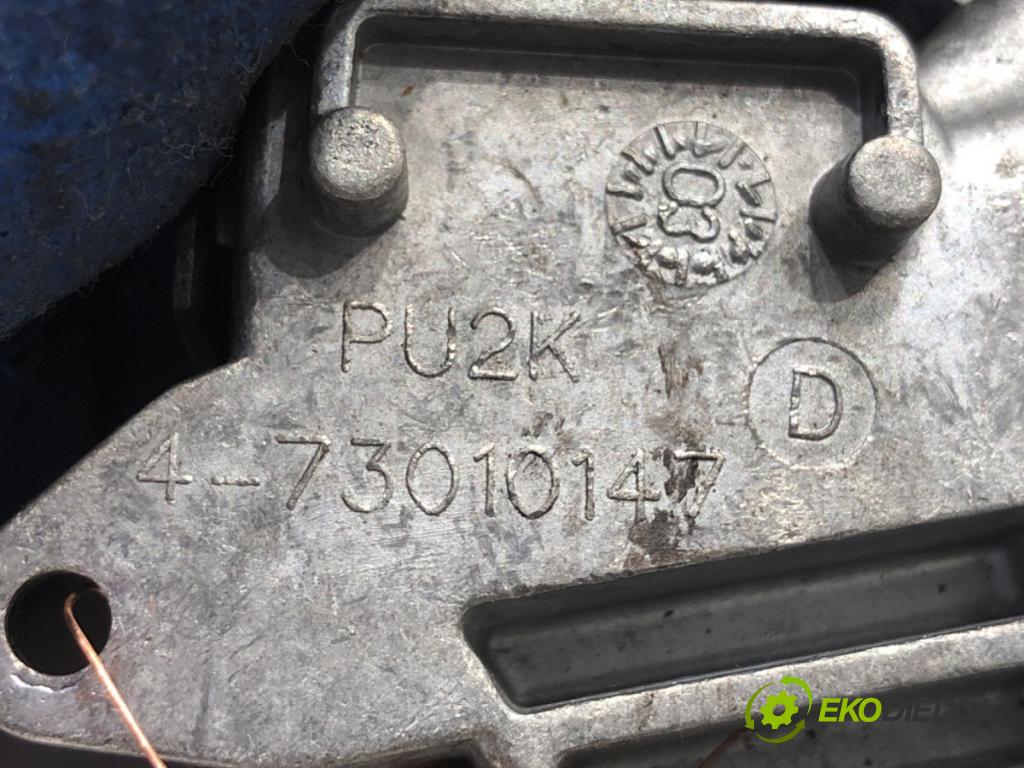 PU2K
D
4-73010147
EKODIEL